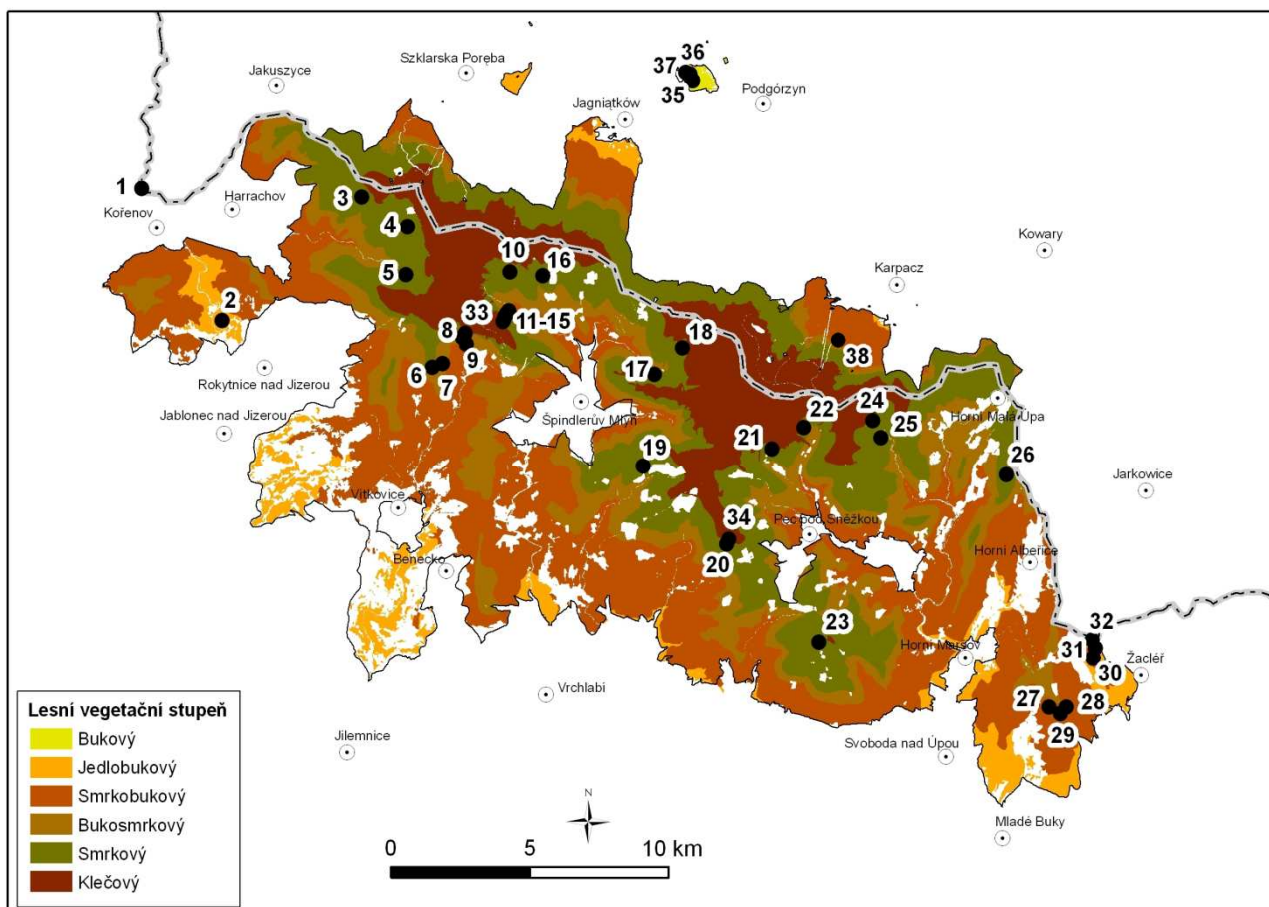 Szklarska Poręba
Jakuszyce
36
37
35
Podgórzyn
Jagniątków
1
Kořenov
Harrachov
3
4
Kowary
10
16
5
Karpacz
2
33
8
11-15
9
18
38
Rokytnice nad Jizerou
6
7
17
Jablonec nad Jizerou
Špindlerův Mlýn
22
24
Horní Malá Úpa
21
25
19
26
Jarkowice
Vítkovice
34
Pec pod Sněžkou
20
Benecko
Horní Albeřice
23
32
Horní Maršov
31
30
Žacléř
Vrchlabí
27
28
29
Jilemnice
Svoboda nad Úpou
Mladé Buky
N
0 5 10 km
Lesní vegetační stupeň
Bukový
Jedlobukový
Smrkobukový
Bukosmrkový
Smrkový
Klečový